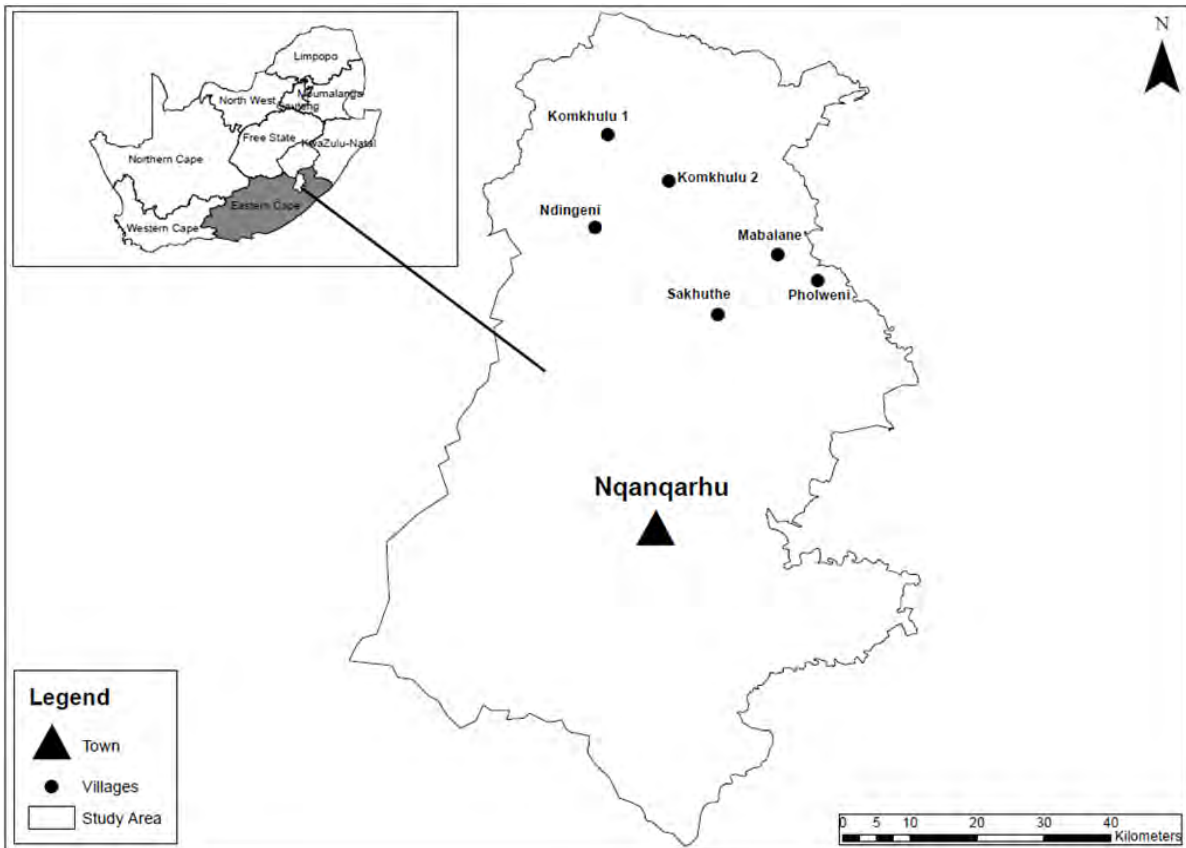 Limpopo
Mpumalanga
North West
Gauteng
Free State
KwaZulu-Natal
Northern Cape
Eastern Cape
Western Cape
N
Komkhulu 1
Komkhulu 2
Ndingeni
Mabalane
Sakhuthe
Pholweni
Nqanqarhu
Legend
Town
Villages
Study Area
0 5 10 20 30 40
Kilometers